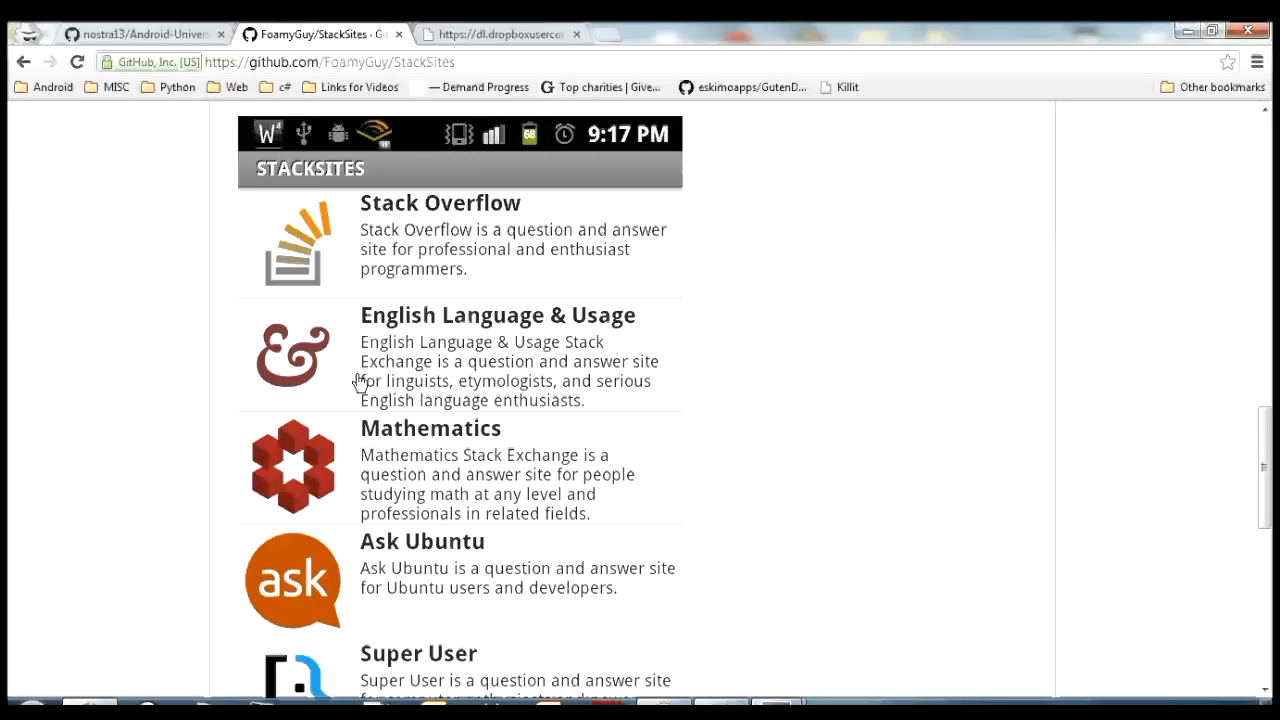 nostra13/Android-Univers
FoamyGuy/StackSites · Gi
https://dl.dropboxuserco
GitHub, Inc. [US]
https://github.com/FoamyGuy/StackSites
Android
MISC
Python
Web
c#
Links for Videos
— Demand Progress
Top charities | Give...
eskimoapps/GutenD...
Killit
Other bookmarks
9:17 PM
STACKSITES
Stack Overflow
Stack Overflow is a question and answer
site for professional and enthusiast
programmers.
English Language & Usage
English Language & Usage Stack
Exchange is a question and answer site
for linguists, etymologists, and serious
English language enthusiasts.
Mathematics
Mathematics Stack Exchange is a
question and answer site for people
studying math at any level and
professionals in related fields.
ask
Ask Ubuntu
Ask Ubuntu is a question and answer site
for Ubuntu users and developers.
Super User
Super User is a question and answer site